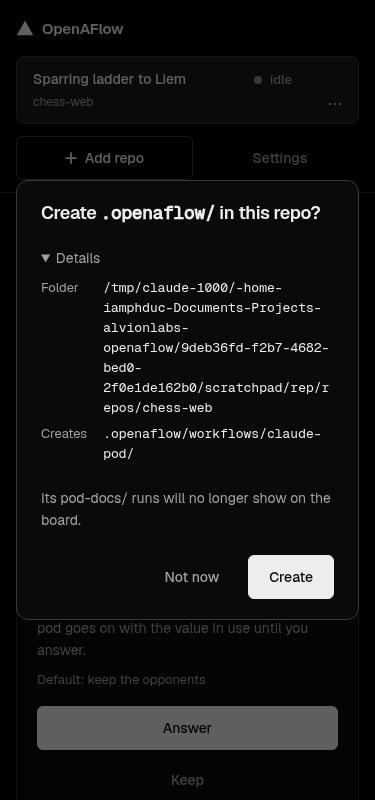 OpenAFlow
Sparring ladder to Liem
idle
chess-web
...
+ Add repo
Settings
Create .openaflow/ in this repo?
▼ Details
Folder
/tmp/claude-1000/-home-
iamphduc-Documents-Projects-
alvionlabs-
openaflow/9deb36fd-f2b7-4682-
bed0-
2f0e1de162b0/scratchpad/rep/r
epos/chess-web
Creates
.openaflow/workflows/claude-
pod/
Its pod-docs/ runs will no longer show on the
board.
Not now
Create
pod goes on with the value in use until you
answer.
Default: keep the opponents
Answer
Keep